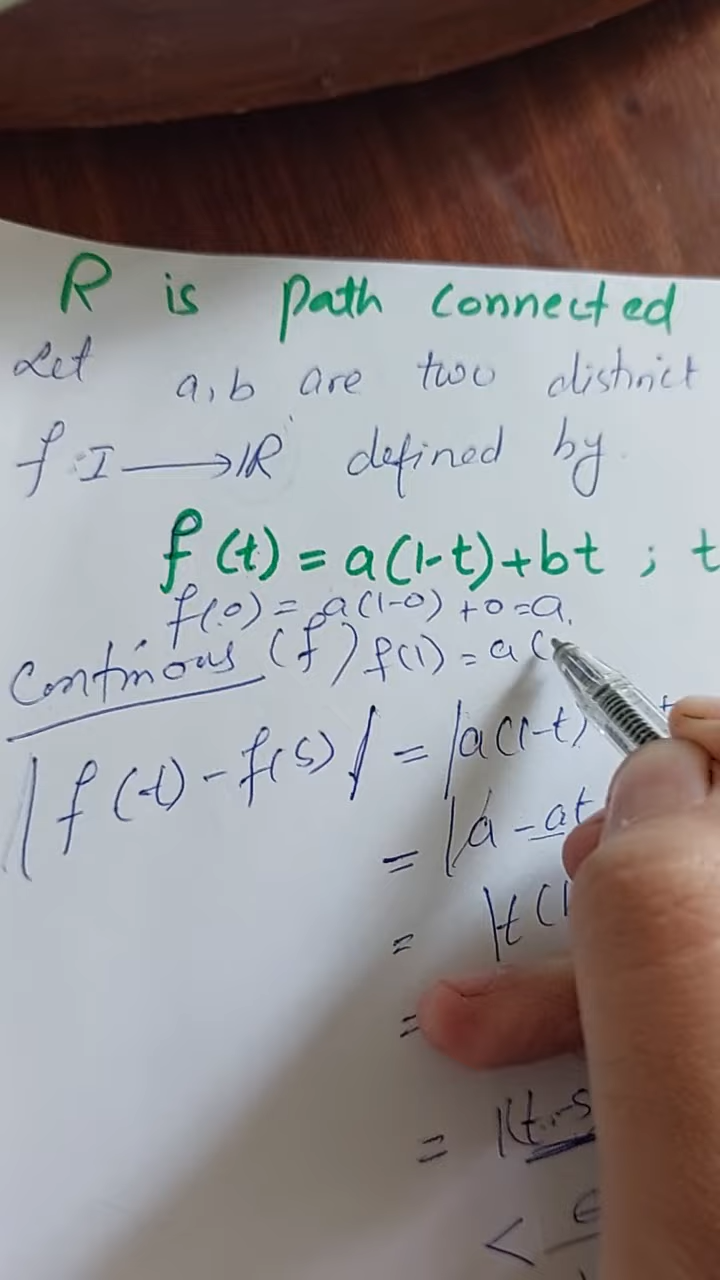 R is path connected
Let a,b are two distinct
f: I → R defined by
f(t) = a(1-t)+bt ; t
f(0) = a(1-0) +0=a.
Continous (f) f(1) = a(
|f(t) - f(s)| = |a(1-t)
= |a - at
= |t(
=
= |(t-s
< ε